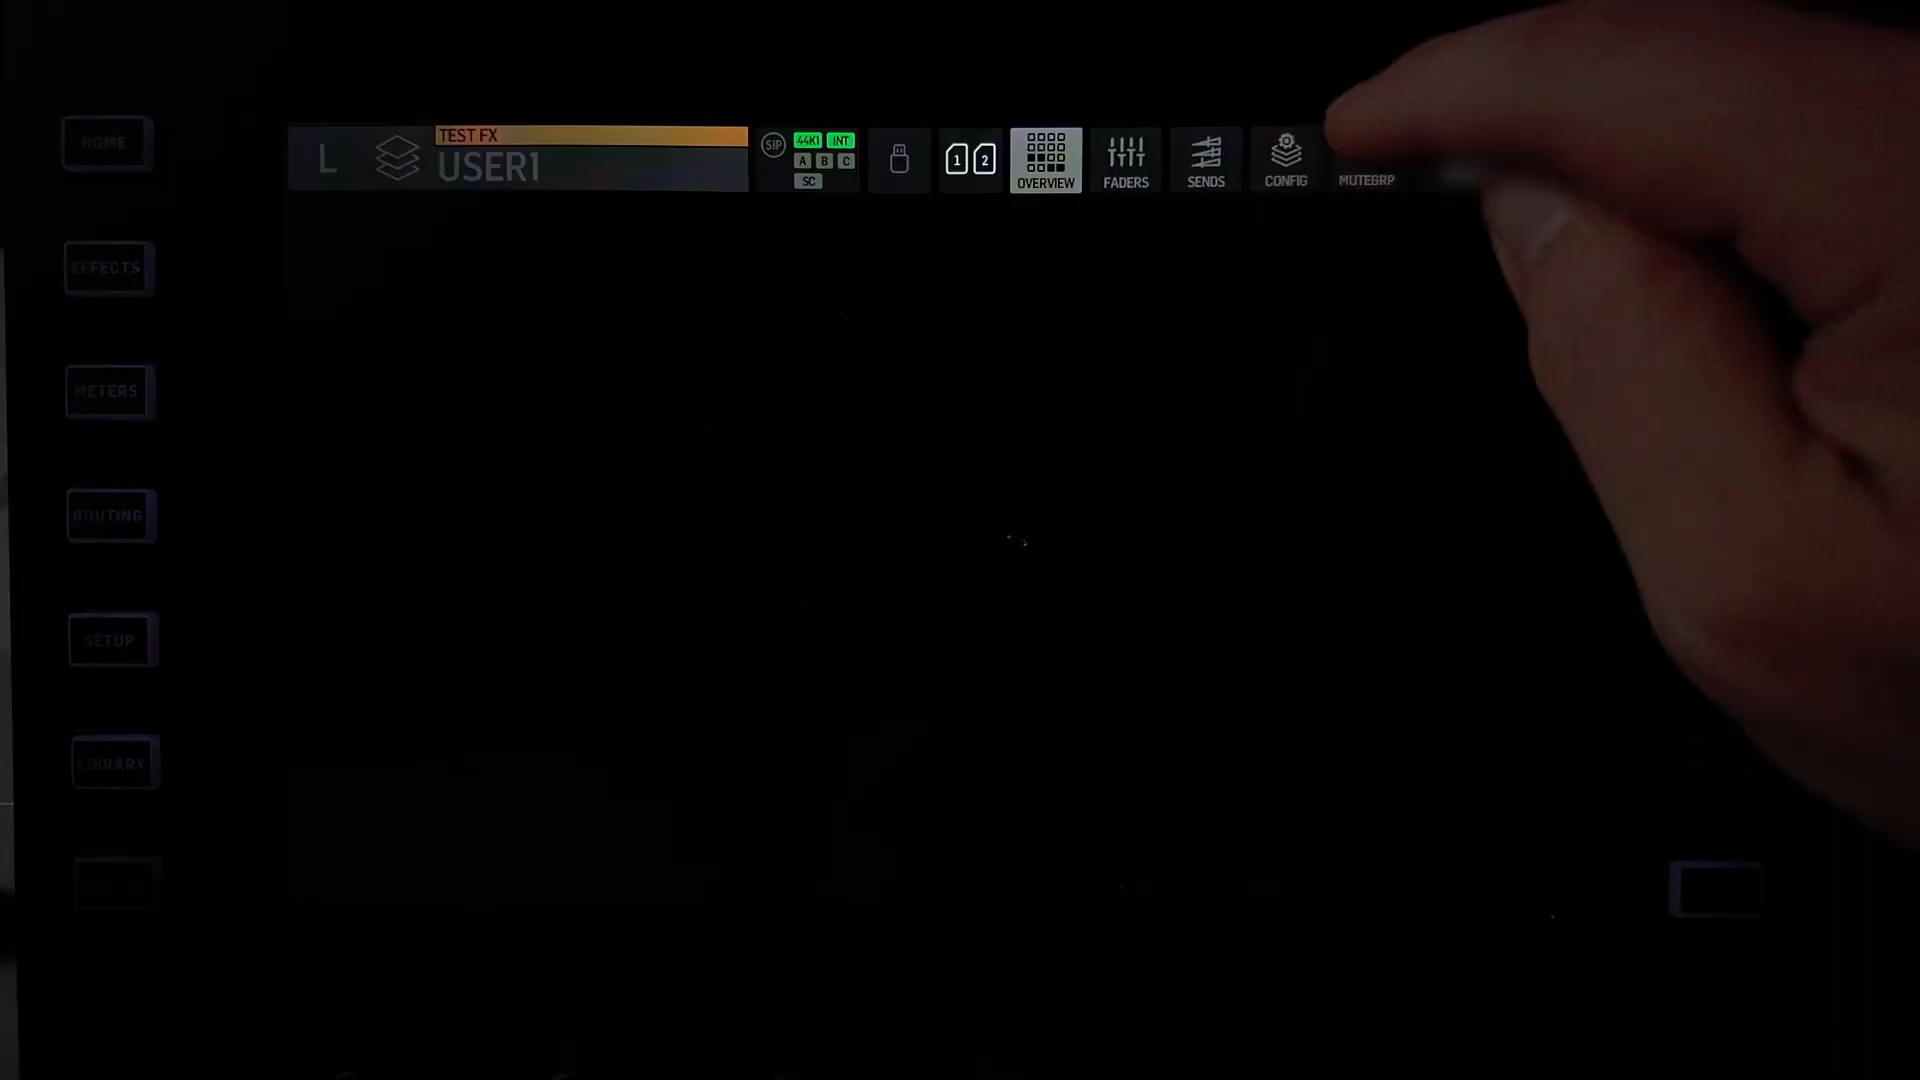 HOME
L
TEST FX
USER1
SIP
44K1 INT
A B C
SC
1 2
OVERVIEW
FADERS
SENDS
CONFIG
MUTEGRP
EFFECTS
METERS
ROUTING
SETUP
LIBRARY